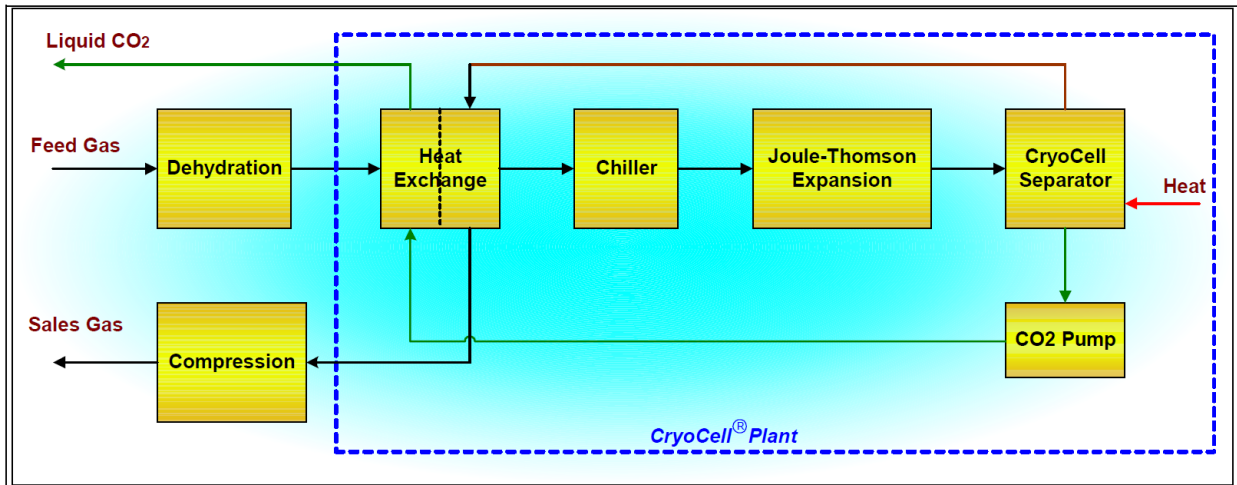 Liquid CO2
Feed Gas
Dehydration
Heat
Exchange
Chiller
Joule-Thomson
Expansion
CryoCell
Separator
Heat
Sales Gas
Compression
CO2 Pump
CryoCell® Plant